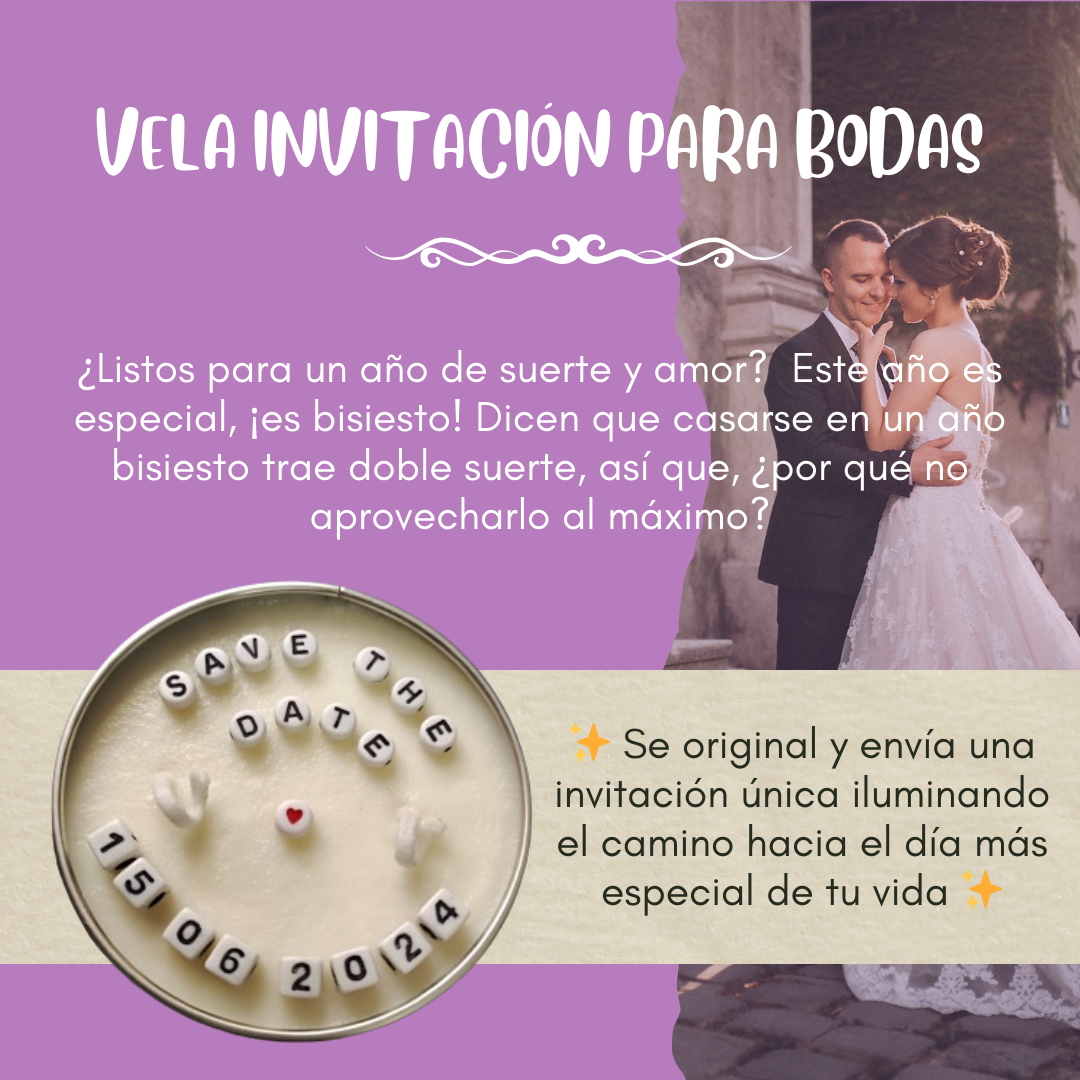 VELA INVITACIÓN PARA BODAS
¿Listos para un año de suerte y amor?  Este año es
especial, ¡es bisiesto! Dicen que casarse en un año
bisiesto trae doble suerte, así que, ¿por qué no
aprovecharlo al máximo?
SAVE THE
DATE
15 06 2024
✨ Se original y envía una
invitación única iluminando
el camino hacia el día más
especial de tu vida ✨